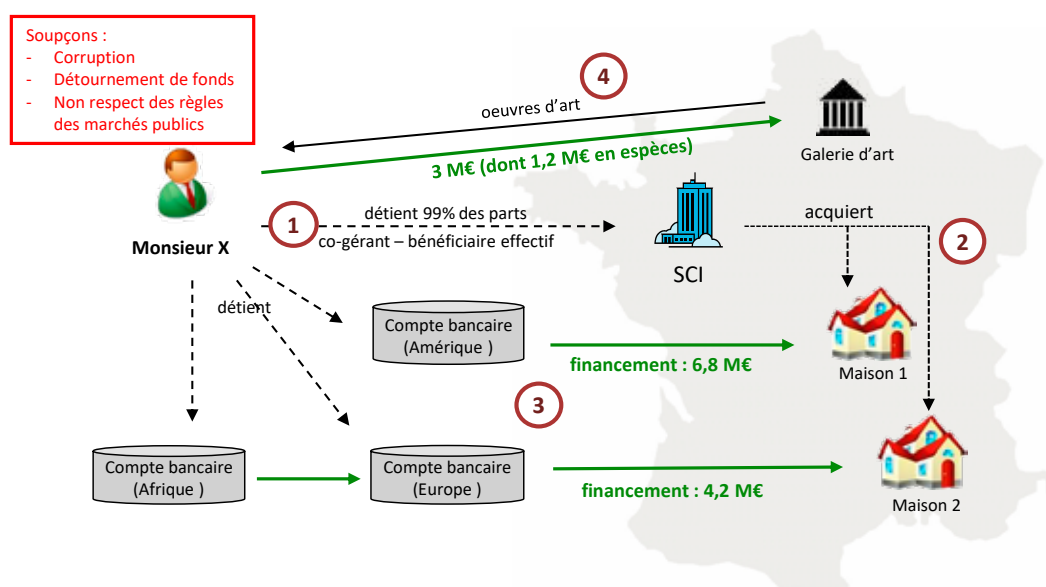 Soupçons :
- Corruption
- Détournement de fonds
- Non respect des règles
des marchés publics
4
oeuvres d’art
3 M€ (dont 1,2 M€ en espèces)
Galerie d’art
Monsieur X
1
détient 99% des parts
co-gérant – bénéficiaire effectif
SCI
acquiert
2
détient
Compte bancaire
(Amérique )
financement : 6,8 M€
Maison 1
3
Compte bancaire
(Afrique )
Compte bancaire
(Europe )
financement : 4,2 M€
Maison 2